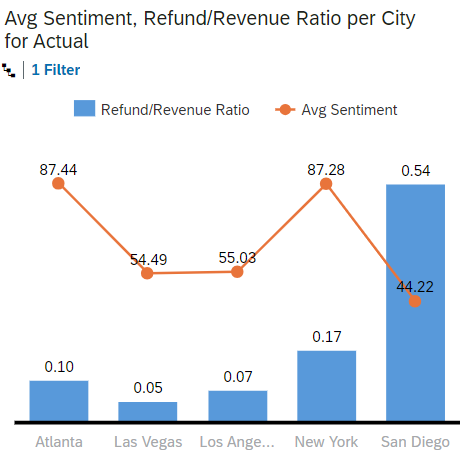 Avg Sentiment, Refund/Revenue Ratio per City
for Actual
1 Filter
Refund/Revenue Ratio Avg Sentiment
87.44 87.28 0.54
54.49 55.03 44.22
0.10 0.05 0.07 0.17
Atlanta Las Vegas Los Ange... New York San Diego